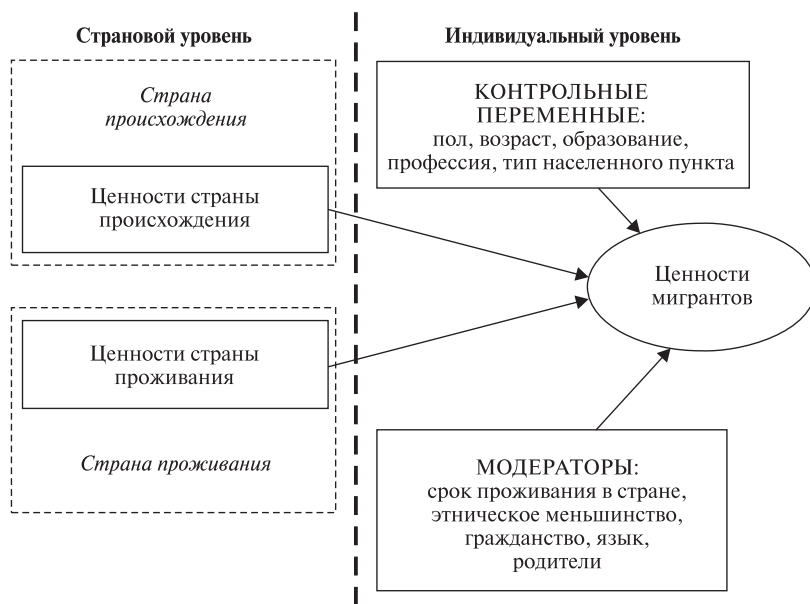 Страновой уровень
Страна
происхождения
Ценности страны
происхождения
Ценности страны
проживания
Страна проживания
Индивидуальный уровень
КОНТРОЛЬНЫЕ
ПЕРЕМЕННЫЕ:
пол, возраст, образование,
профессия, тип населенного пункта
Ценности
мигрантов
МОДЕРАТОРЫ:
срок проживания в стране,
этническое меньшинство,
гражданство, язык,
родители